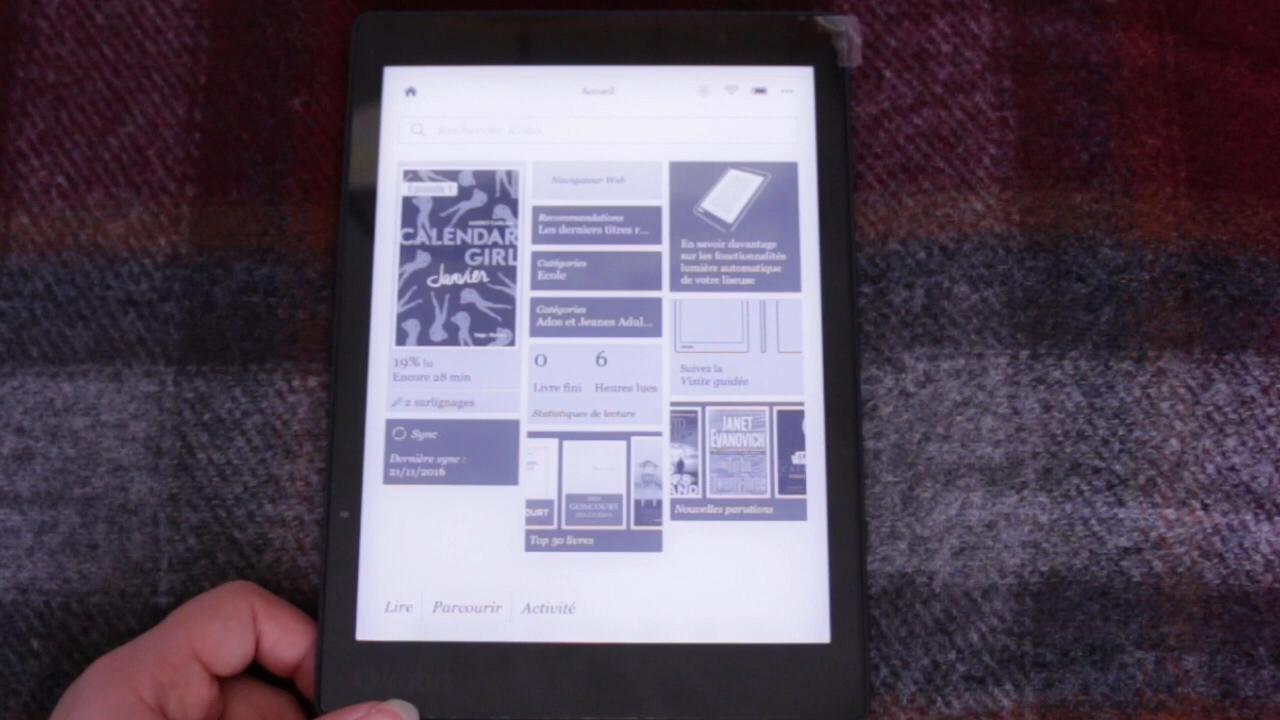 Accueil
Recherche Kobo
Épisode 1
CALENDAR
GIRL
Janvier
19% lu
Encore 28 min
2 surlignages
Sync
Dernière sync :
21/11/2016
Navigateur Web
Recommandations
Les derniers titres r...
Catégories
Ecole
Catégories
Ados et Jeunes Adul...
0
6
Livre fini
Heures lues
Statistiques de lecture
GONCOURT
Top 50 livres
En savoir davantage
sur les fonctionnalités
lumière automatique
de votre liseuse
Suivez la
Visite guidée
JANET
EVANOVICH
Nouvelles parutions
Lire
Parcourir
Activité
kobo